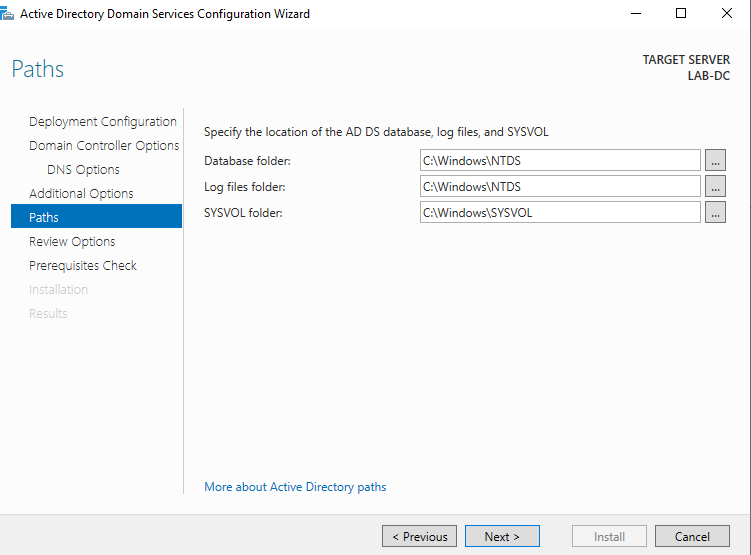 Active Directory Domain Services Configuration Wizard
Paths
TARGET SERVER
LAB-DC
Deployment Configuration
Domain Controller Options
DNS Options
Additional Options
Paths
Review Options
Prerequisites Check
Installation
Results
Specify the location of the AD DS database, log files, and SYSVOL
Database folder: C:\Windows\NTDS ...
Log files folder: C:\Windows\NTDS ...
SYSVOL folder: C:\Windows\SYSVOL ...
More about Active Directory paths
< Previous Next > Install Cancel